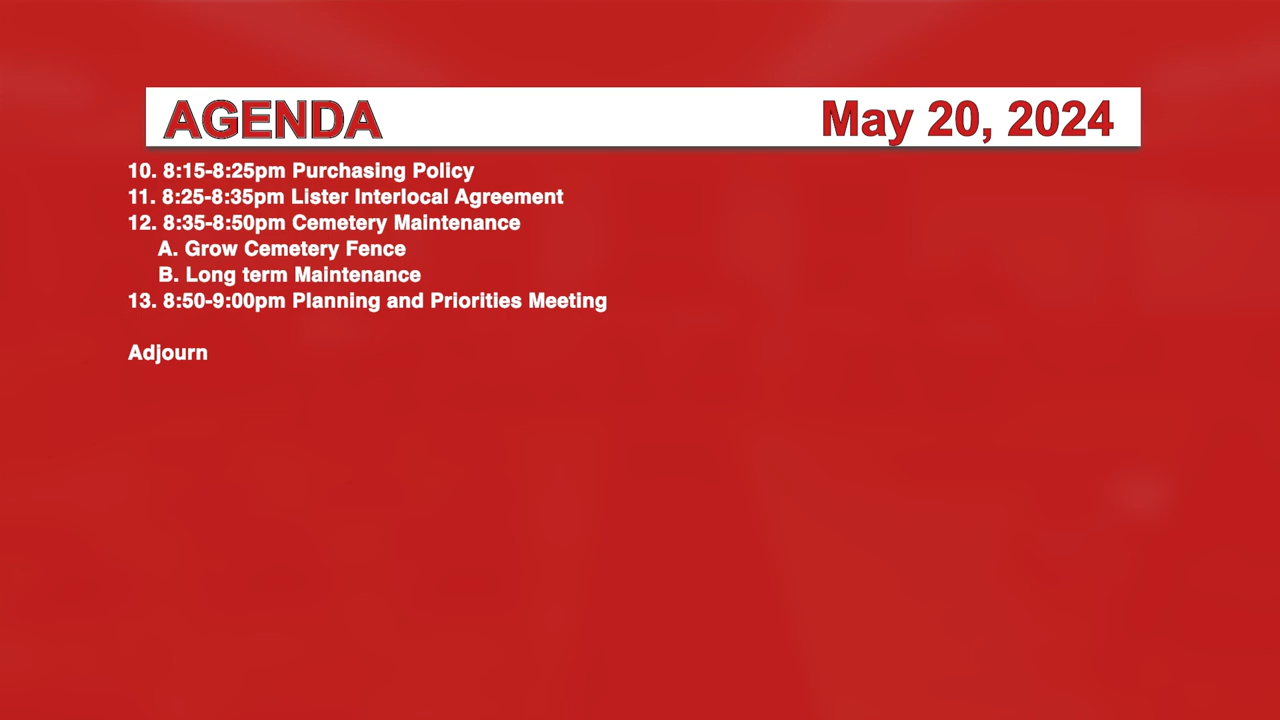 AGENDA May 20, 2024
10. 8:15-8:25pm Purchasing Policy
11. 8:25-8:35pm Lister Interlocal Agreement
12. 8:35-8:50pm Cemetery Maintenance
A. Grow Cemetery Fence
B. Long term Maintenance
13. 8:50-9:00pm Planning and Priorities Meeting
Adjourn